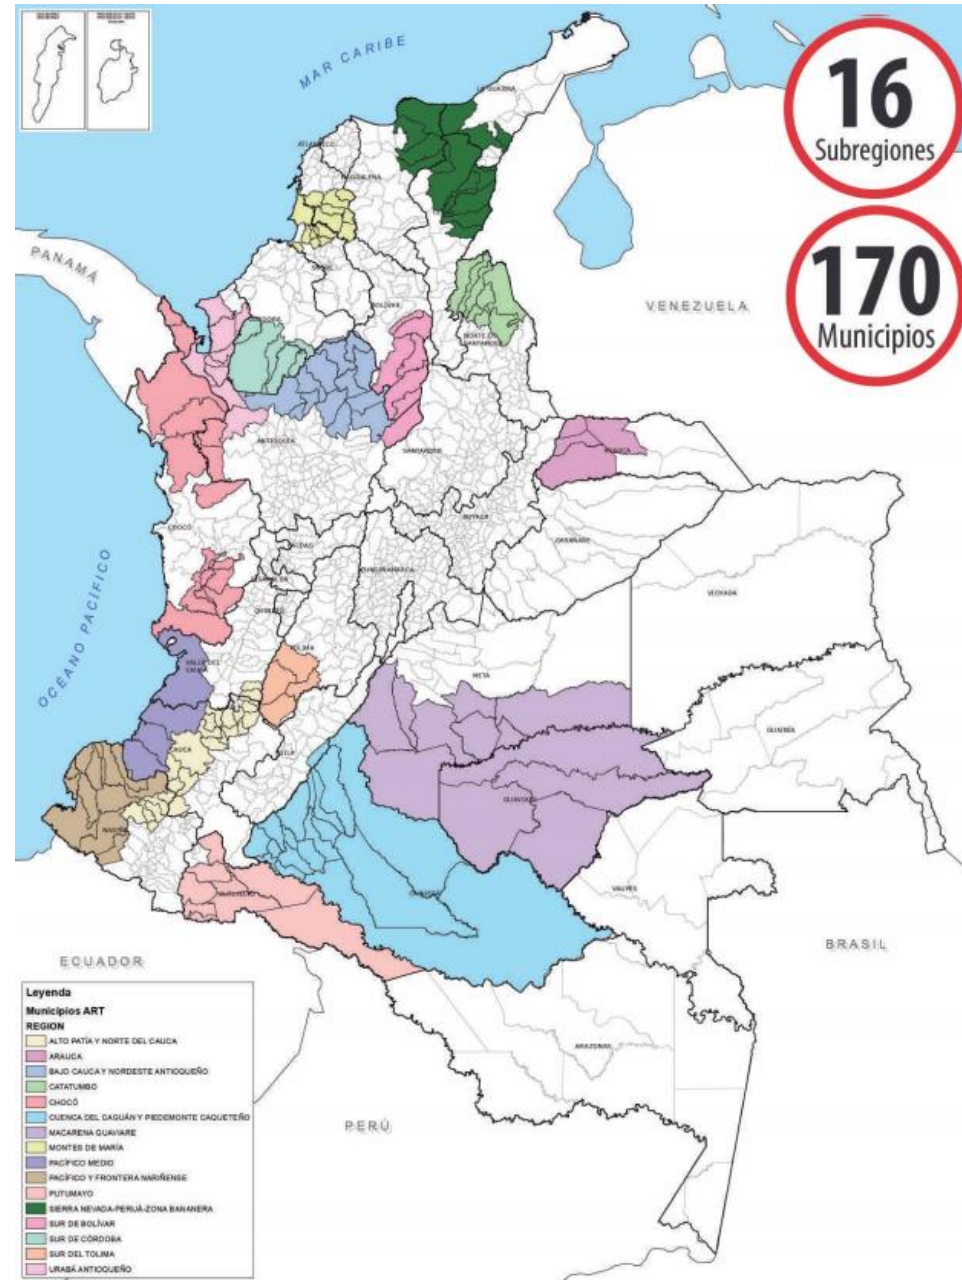 MAR CARIBE
16
Subregiones
170
Municipios
LA GUAJIRA
ATLÁNTICO
MAGDALENA
PANAMÁ
VENEZUELA
BOLÍVAR
NORTE DE
SANTANDER
ANTIOQUIA
SANTANDER
ARAUCA
CHOCÓ
BOYACÁ
CALDAS
CASANARE
CUNDINAMARCA
VICHADA
QUINDÍO
OCÉANO PACÍFICO
TOLIMA
VALLE DEL
CAUCA
META
GUAINÍA
CAUCA
HUILA
GUAVIARE
NARIÑO
VAUPÉS
PUTUMAYO
ECUADOR
BRASIL
AMAZONAS
PERÚ
Leyenda
Municipios ART
REGION
ALTO PATÍA Y NORTE DEL CAUCA
ARAUCA
BAJO CAUCA Y NORDESTE ANTIOQUEÑO
CATATUMBO
CHOCÓ
CUENCA DEL CAGUÁN Y PIEDEMONTE CAQUETEÑO
MACARENA GUAVIARE
MONTES DE MARÍA
PACÍFICO MEDIO
PACÍFICO Y FRONTERA NARIÑENSE
PUTUMAYO
SIERRA NEVADA-PERIJÁ-ZONA BANANERA
SUR DE BOLÍVAR
SUR DE CÓRDOBA
SUR DEL TOLIMA
URABÁ ANTIOQUEÑO